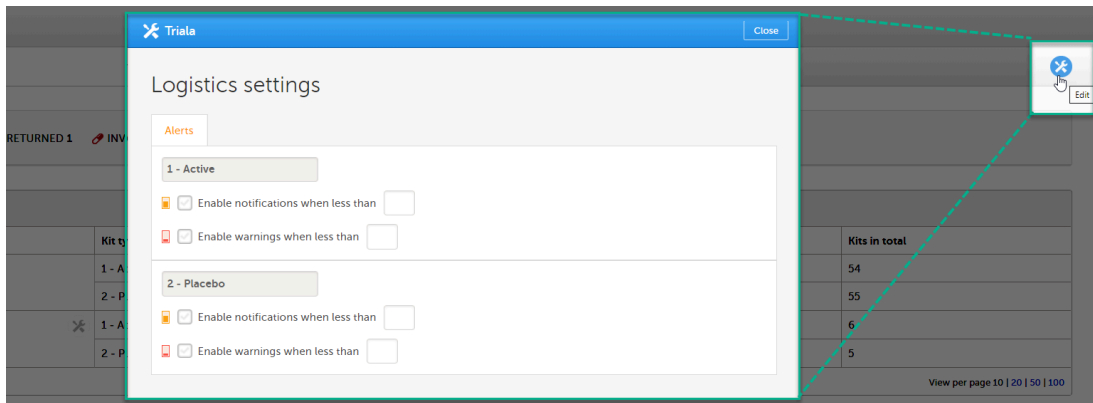 Triala
Close
Logistics settings
Edit
Alerts
RETURNED 1
INV
1 - Active
Enable notifications when less than
Enable warnings when less than
Kit ty
Kits in total
1 - A
54
2 - Placebo
2 - P
55
Enable notifications when less than
1 - A
6
Enable warnings when less than
2 - P
5
View per page 10 | 20 | 50 | 100